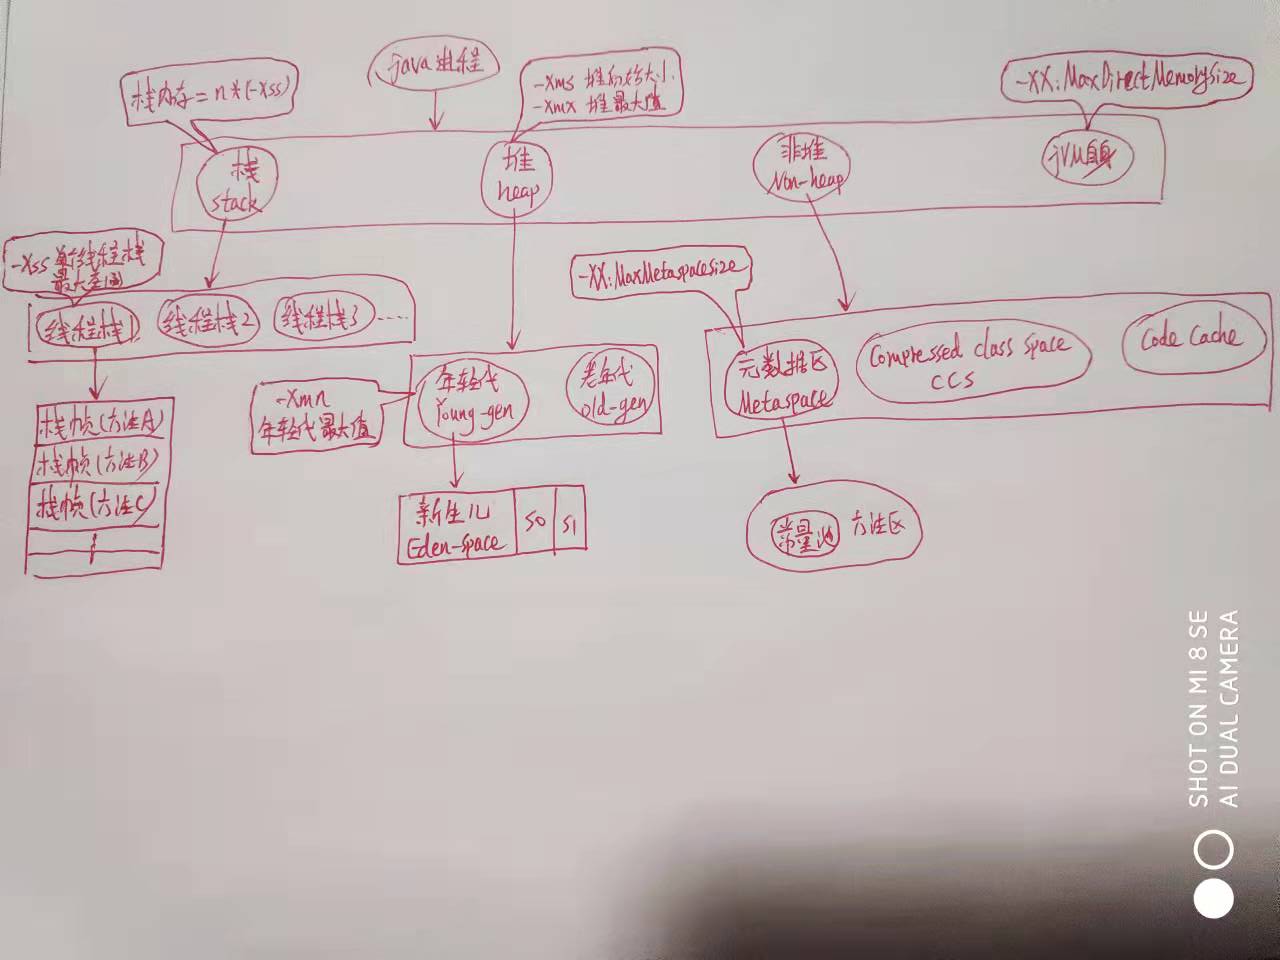 java进程
栈内存=n*(-Xss)
-Xms 堆初始大小.
-Xmx 堆最大值
-XX:MaxDirectMemorySize
栈
stack
堆
heap
非堆
Non-heap
JVM自身
-Xss 单线程栈
最大空间
线程栈1
线程栈2
线程栈3
.....
-XX:MaxMetaspaceSize
栈帧(方法A)
栈帧(方法B)
栈帧(方法C)
-Xmn
年轻代最大值
年轻代
Young-gen
老年代
old-gen
元数据区
Metaspace
Compressed class space
CCS
Code Cache
新生儿
Eden-space
S0
S1
常量池
方法区
SHOT ON MI 8 SE
AI DUAL CAMERA